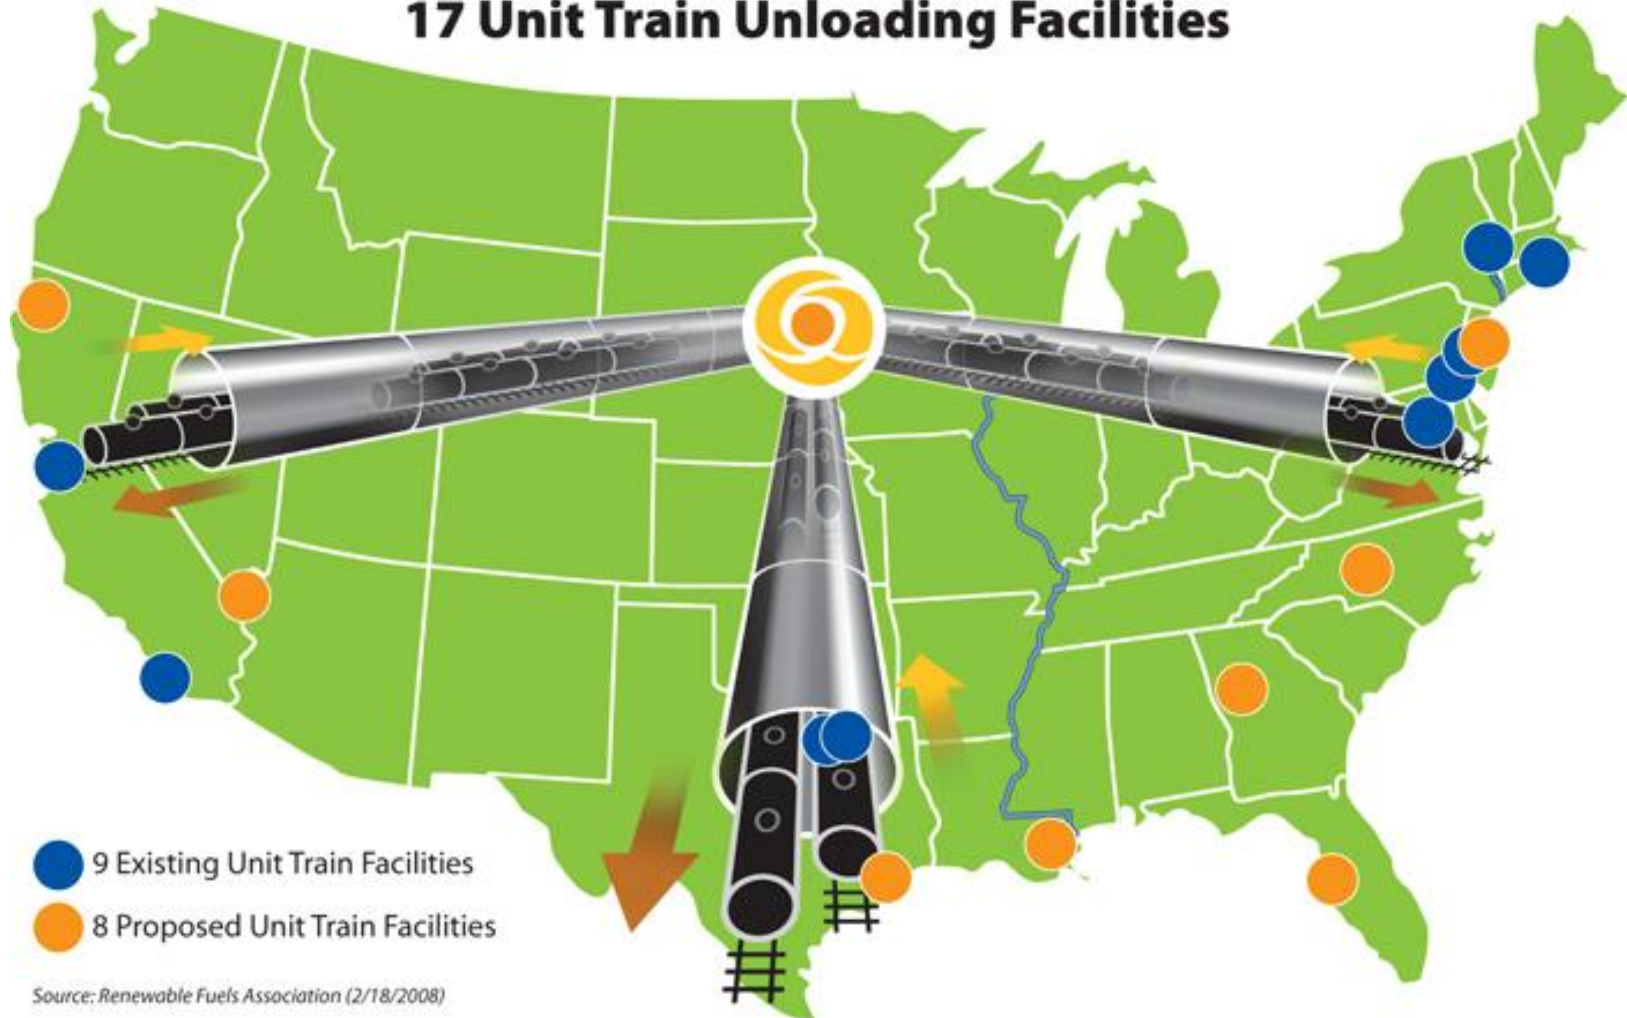 17 Unit Train Unloading Facilities
9 Existing Unit Train Facilities
8 Proposed Unit Train Facilities
Source: Renewable Fuels Association (2/18/2008)